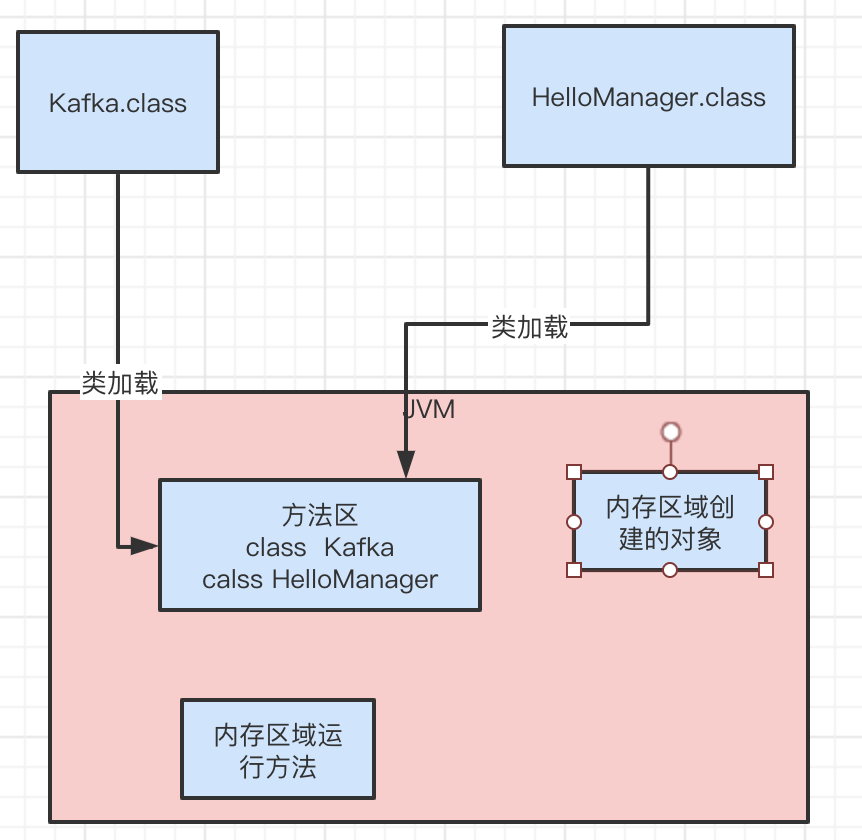 Kafka.class
HelloManager.class
类加载
类加载
JVM
方法区
class  Kafka
calss HelloManager
内存区域创
建的对象
内存区域运
行方法